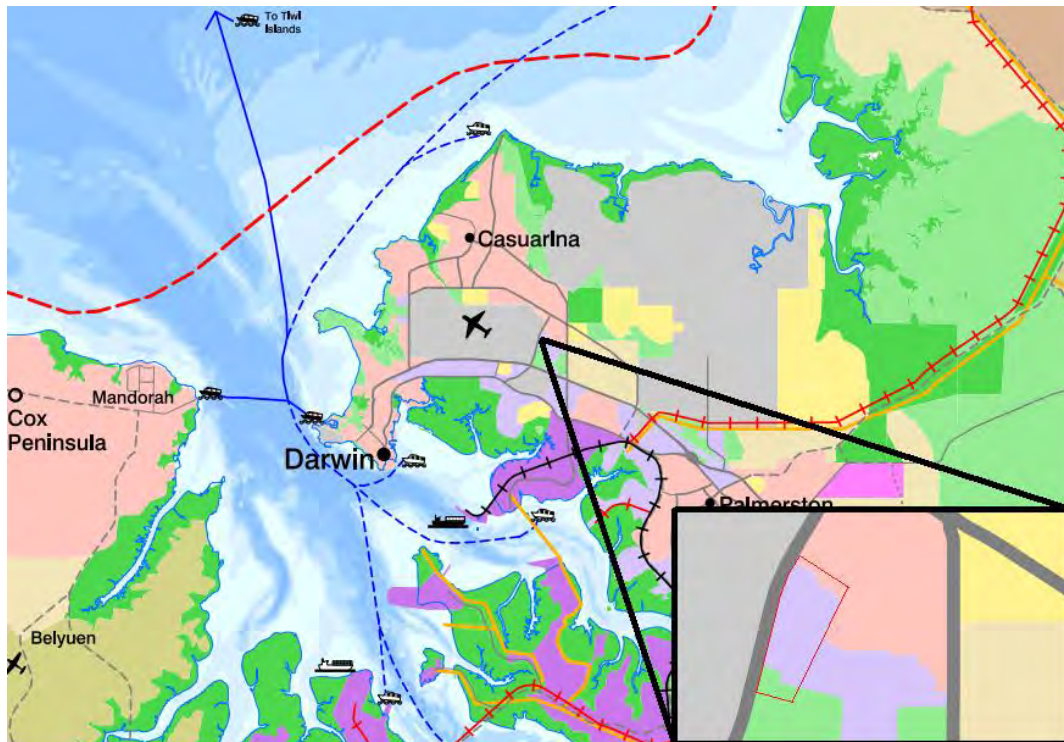 To Tiwi
Islands
Casuarina
Mandorah
Cox
Peninsula
Darwin
Palmerston
Belyuen